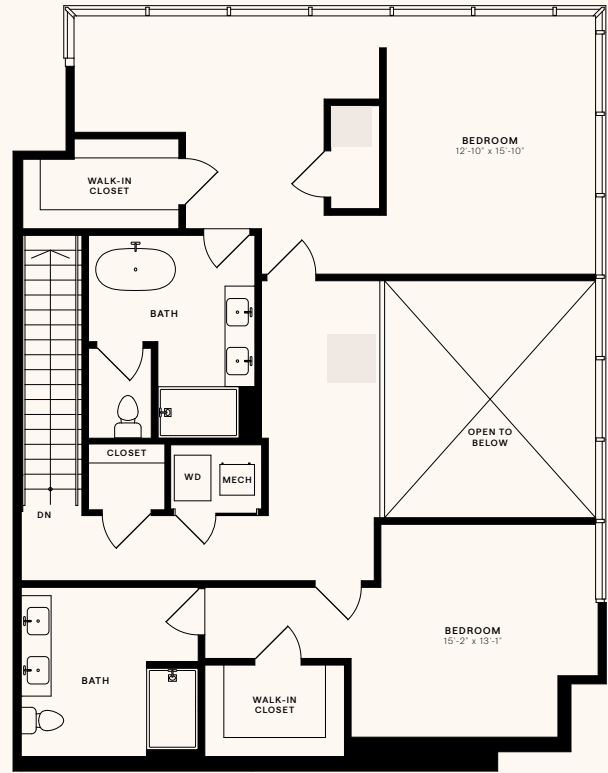 BEDROOM
12'-10" x 15'-10"
WALK-IN
CLOSET
BATH
OPEN TO
BELOW
CLOSET
WD
MECH
DN
BEDROOM
15'-2" x 13'-1"
BATH
WALK-IN
CLOSET